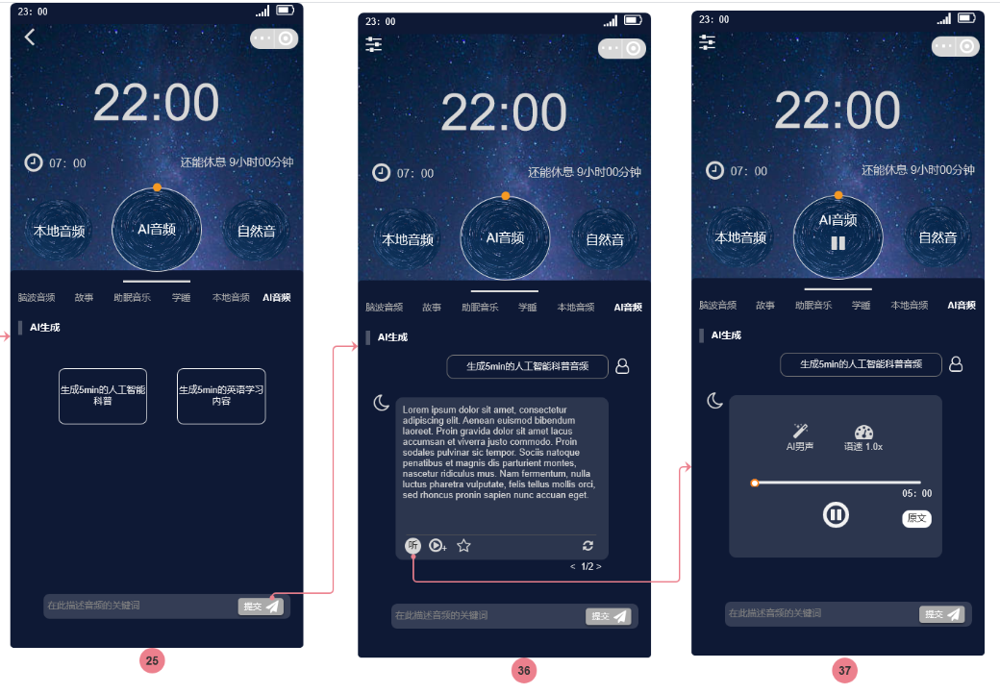 23: 00
22:00
07: 00
还能休息 9小时00分钟
本地音频
AI音频
自然音
脑波音频 故事 助眠音乐 学睡 本地音频 AI音频
AI生成
生成5min的人工智能
科普
生成5min的英语学习
内容
在此描述音频的关键词
提交
25
23: 00
22:00
07: 00
还能休息 9小时00分钟
本地音频
AI音频
自然音
脑波音频 故事 助眠音乐 学睡 本地音频 AI音频
AI生成
生成5min的人工智能科普音频
Lorem ipsum dolor sit amet, consectetur
adipiscing elit. Aenean euismod bibendum
laoreet. Proin gravida dolor sit amet lacus
accumsan et viverra justo commodo. Proin
sodales pulvinar sic tempor. Sociis natoque
penatibus et magnis dis parturient montes,
nascetur ridiculus mus. Nam fermentum, nulla
luctus pharetra vulputate, felis tellus mollis orci,
sed rhoncus pronin sapien nunc accuan eget.
听
< 1/2 >
在此描述音频的关键词
提交
36
23: 00
22:00
07: 00
还能休息 9小时00分钟
本地音频
AI音频
自然音
脑波音频 故事 助眠音乐 学睡 本地音频 AI音频
AI生成
生成5min的人工智能科普音频
AI男声
语速 1.0x
05: 00
原文
在此描述音频的关键词
提交
37